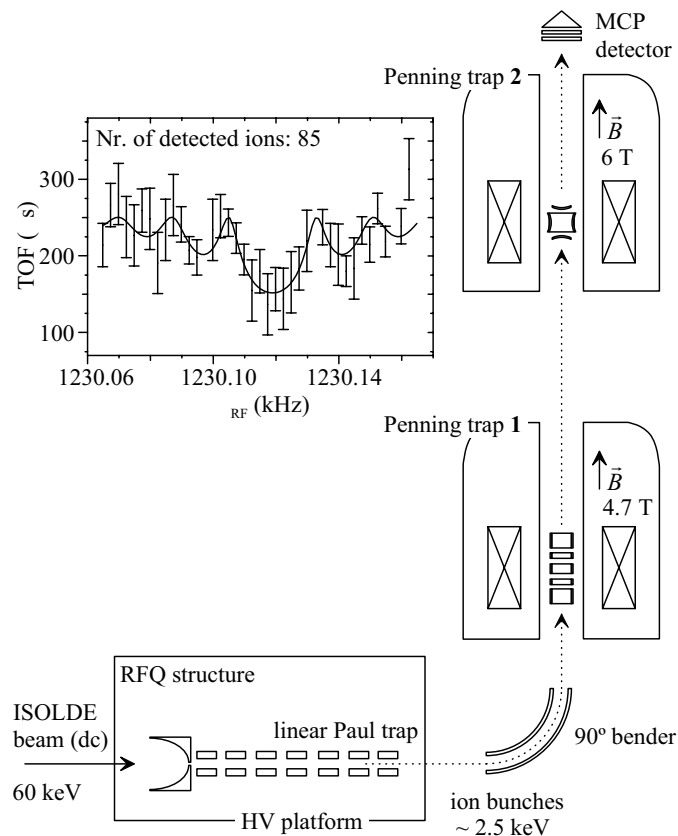 MCP
detector
Penning trap 2
B
6 T
Nr. of detected ions: 85
TOF ( s)
300
200
100
1230.06
1230.10
1230.14
RF (kHz)
Penning trap 1
B
4.7 T
RFQ structure
linear Paul trap
HV platform
ISOLDE
beam (dc)
60 keV
90º bender
ion bunches
~ 2.5 keV